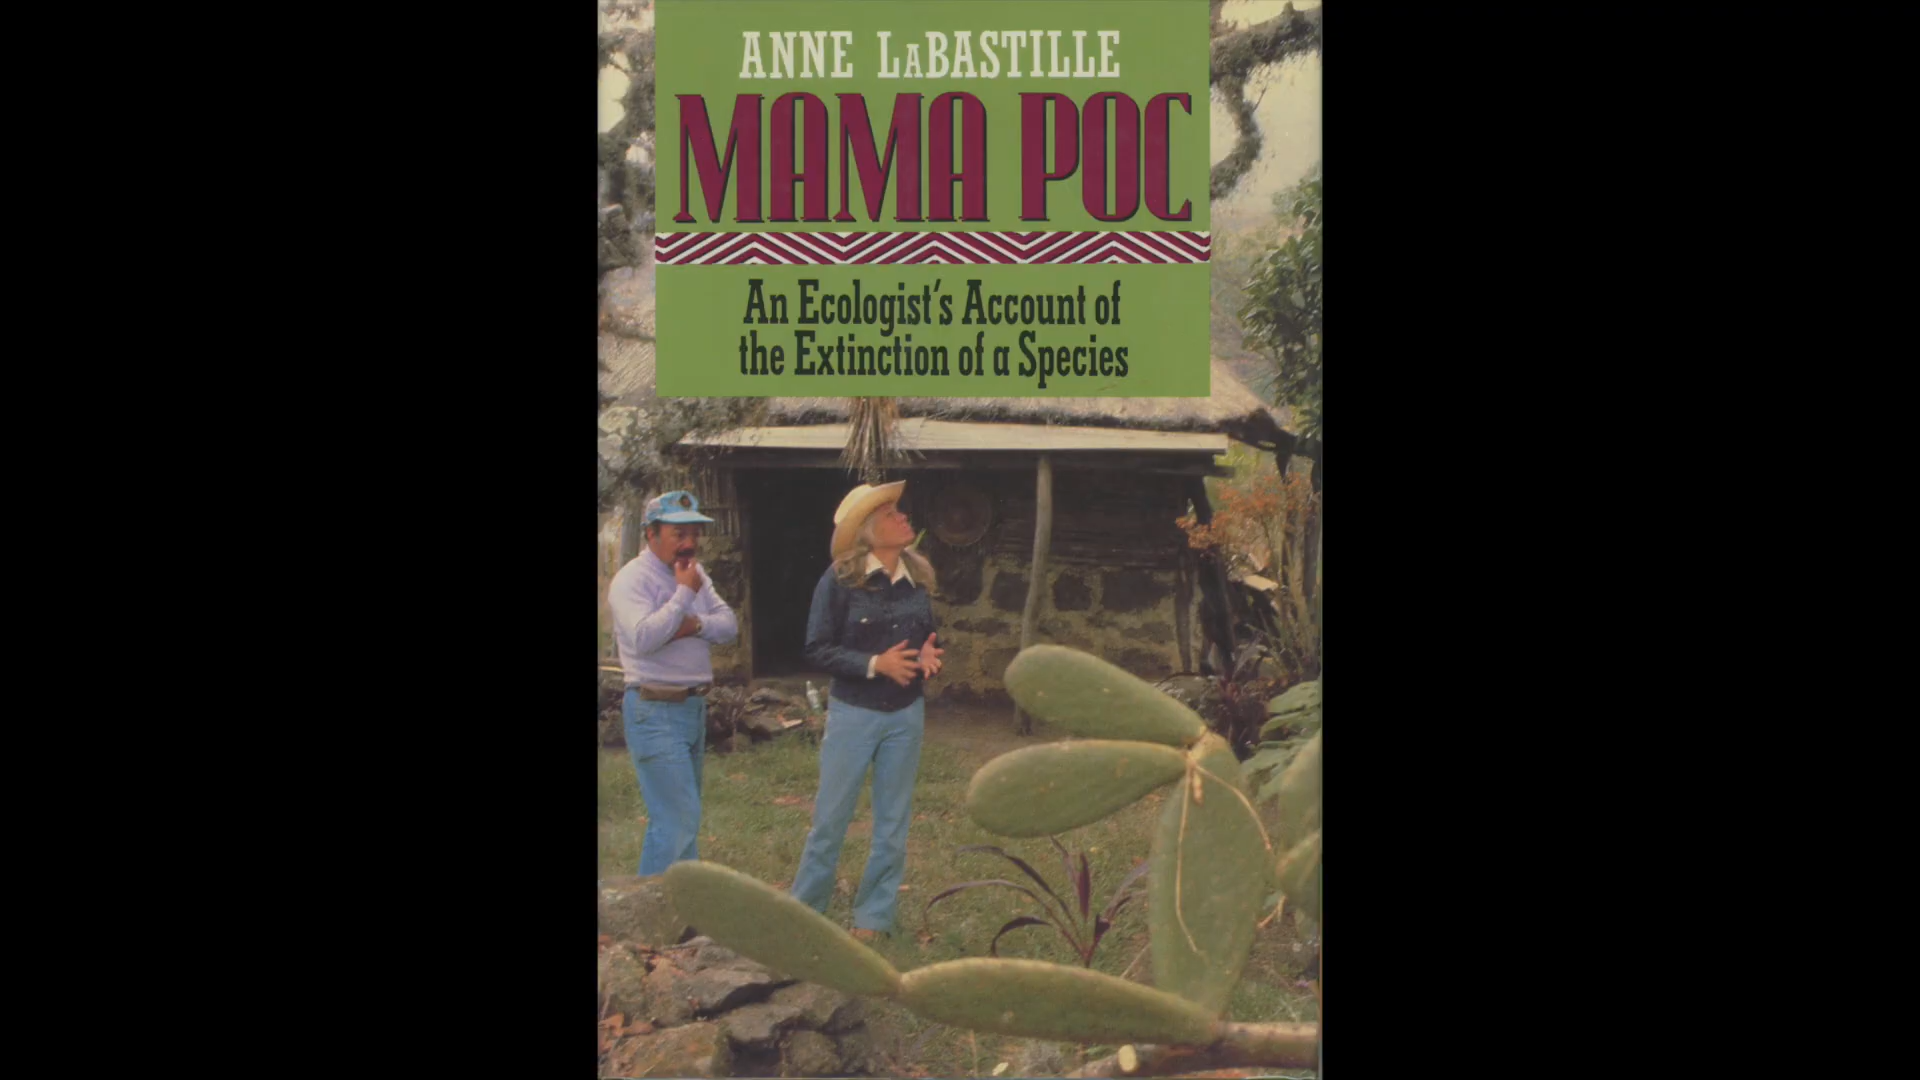 ANNE LABASTILLE
MAMA POC
An Ecologist's Account of
the Extinction of a Species